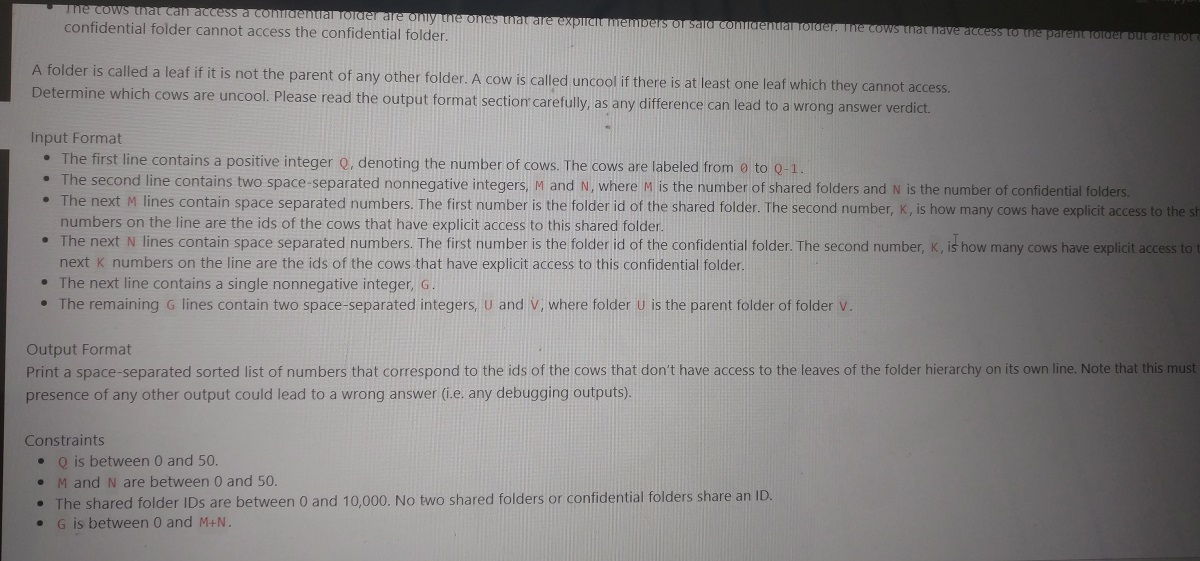 The cows that can access a confidential folder are only the ones that are explicit members of said confidential folder. The cows that have access to the parent folder but are not
confidential folder cannot access the confidential folder.
A folder is called a leaf if it is not the parent of any other folder. A cow is called uncool if there is at least one leaf which they cannot access.
Determine which cows are uncool. Please read the output format section carefully, as any difference can lead to a wrong answer verdict.
Input Format
• The first line contains a positive integer Q, denoting the number of cows. The cows are labeled from 0 to Q-1.
• The second line contains two space-separated nonnegative integers, M and N, where M is the number of shared folders and N is the number of confidential folders.
• The next M lines contain space separated numbers. The first number is the folder id of the shared folder. The second number, K, is how many cows have explicit access to the sh
numbers on the line are the ids of the cows that have explicit access to this shared folder.
• The next N lines contain space separated numbers. The first number is the folder id of the confidential folder. The second number, K, is how many cows have explicit access to t
next K numbers on the line are the ids of the cows that have explicit access to this confidential folder.
• The next line contains a single nonnegative integer, G.
• The remaining G lines contain two space-separated integers, U and V, where folder U is the parent folder of folder V.
Output Format
Print a space-separated sorted list of numbers that correspond to the ids of the cows that don't have access to the leaves of the folder hierarchy on its own line. Note that this must
presence of any other output could lead to a wrong answer (i.e. any debugging outputs).
Constraints
• Q is between 0 and 50.
• M and N are between 0 and 50.
• The shared folder IDs are between 0 and 10,000. No two shared folders or confidential folders share an ID.
• G is between 0 and M+N.